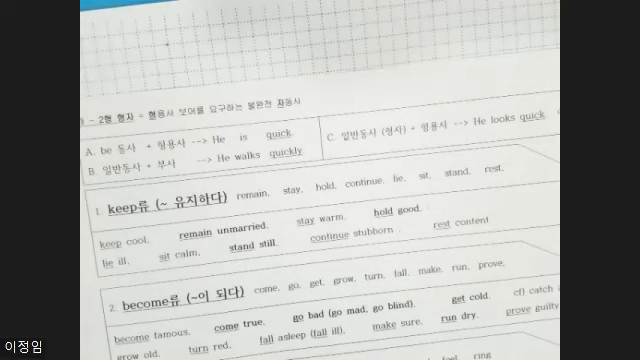 - 2형 형자 = 형용사 보어를 요구하는 불완전 자동사
A. be 동사 + 형용사 --> He is quick
B. 일반동사 + 부사 --> He walks quickly
C. 일반동사 (형사) + 형용사 --> He looks quick
1. keep류 (~ 유지하다) remain, stay, hold, continue, lie, sit, stand, rest,
keep cool, remain unmarried, stay warm, hold good,
lie ill, sit calm, stand still, continue stubborn, rest content
2. become류 (~이 되다) come, go, get, grow, turn, fall, make, run, prove,
become famous, come true, go bad (go mad, go blind), get cold, cf) catch
grow old, turn red, fall asleep (fall ill), make sure, run dry, prove guilty
feel, ring
이정임